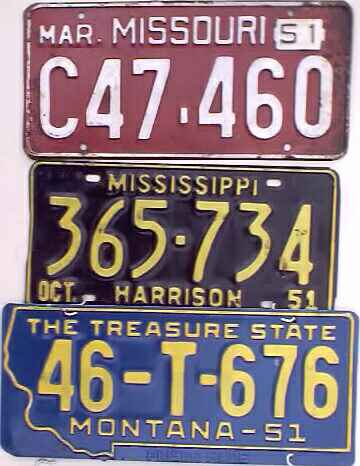 MAR. MISSOURI 51
C47·460
MISSISSIPPI
365·734
OCT. HARRISON 51
THE TREASURE STATE
46-T-676
MONTANA-51